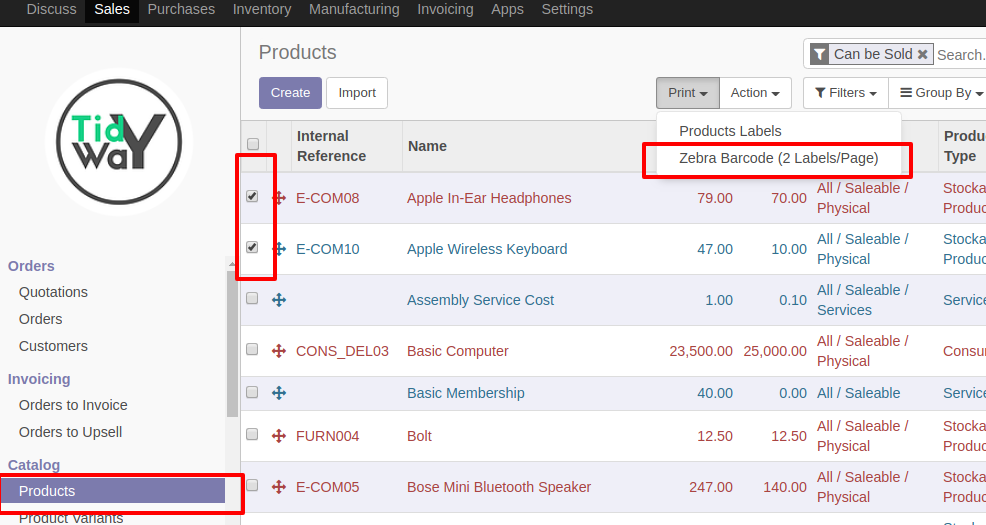 Discuss Sales Purchases Inventory Manufacturing Invoicing Apps Settings
Tid
WaY
Orders
Quotations
Orders
Customers
Invoicing
Orders to Invoice
Orders to Upsell
Catalog
Products
Product Variants
Products
Can be Sold Search...
Create Import Print Action Filters Group By
Products Labels
Zebra Barcode (2 Labels/Page)
Internal Reference Name Produ
Type
E-COM08 Apple In-Ear Headphones 79.00 70.00 All / Saleable / Stocka
Physical Produc
E-COM10 Apple Wireless Keyboard 47.00 10.00 All / Saleable / Stocka
Physical Produc
Assembly Service Cost 1.00 0.10 All / Saleable / Service
Services
CONS_DEL03 Basic Computer 23,500.00 25,000.00 All / Saleable / Consum
Physical
Basic Membership 40.00 0.00 All / Saleable Service
FURN004 Bolt 12.50 12.50 All / Saleable / Stocka
Physical Produc
E-COM05 Bose Mini Bluetooth Speaker 247.00 140.00 All / Saleable / Stocka
Physical Produc